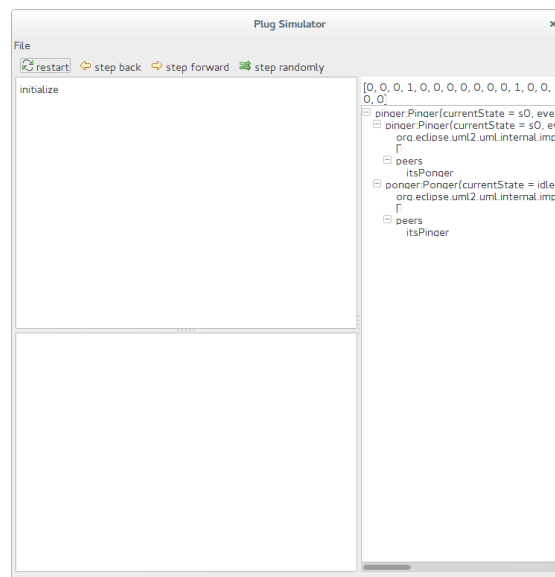 Plug Simulator
×
File
restart step back step forward step randomly
initialize
[0, 0, 0, 1, 0, 0, 0, 0, 0, 0, 0, 1, 0, 0,
0, 0]
pinger:Pinger(currentState = s0, eve
pinger:Pinger(currentState = s0, ev
org.eclipse.uml2.uml.internal.imp
[]
peers
itsPonger
ponger:Ponger(currentState = idle
org.eclipse.uml2.uml.internal.imp
[]
peers
itsPinger